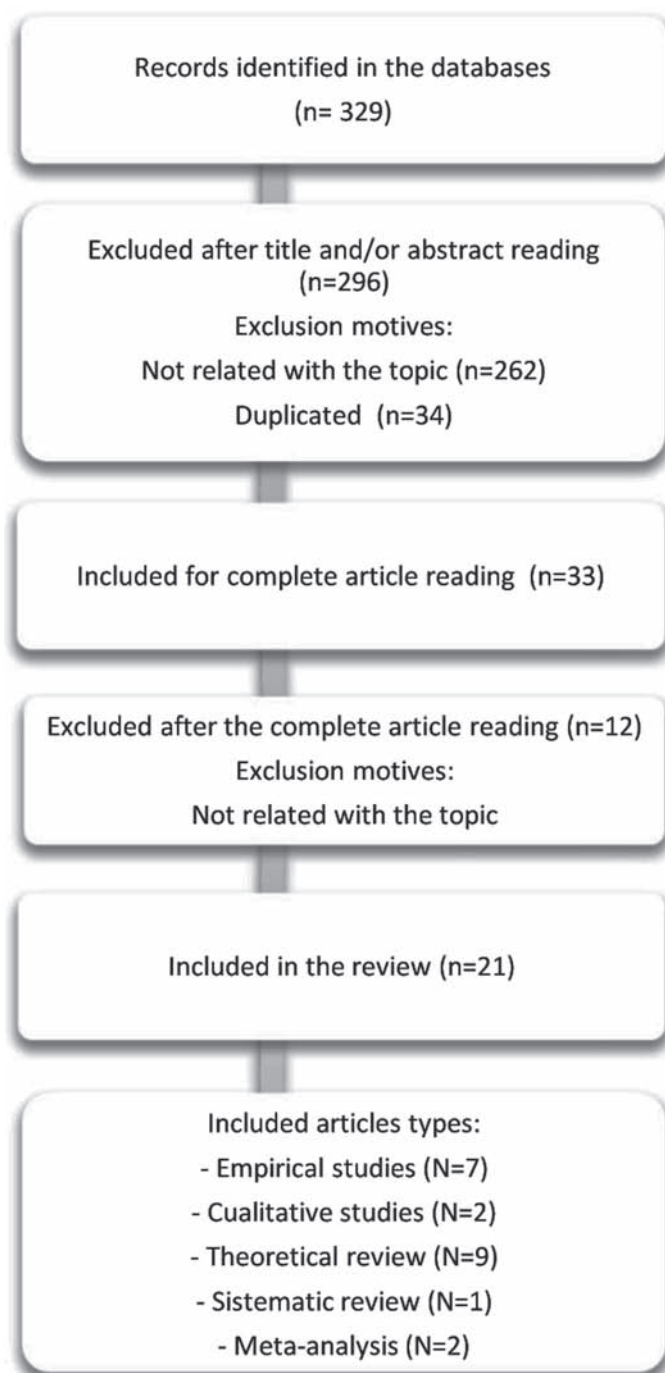 Records identified in the databases
(n= 329)
Excluded after title and/or abstract reading
(n=296)
Exclusion motives:
Not related with the topic (n=262)
Duplicated (n=34)
Included for complete article reading (n=33)
Excluded after the complete article reading (n=12)
Exclusion motives:
Not related with the topic
Included in the review (n=21)
Included articles types:
- Empirical studies (N=7)
- Cualitative studies (N=2)
- Theoretical review (N=9)
- Sistematic review (N=1)
- Meta-analysis (N=2)